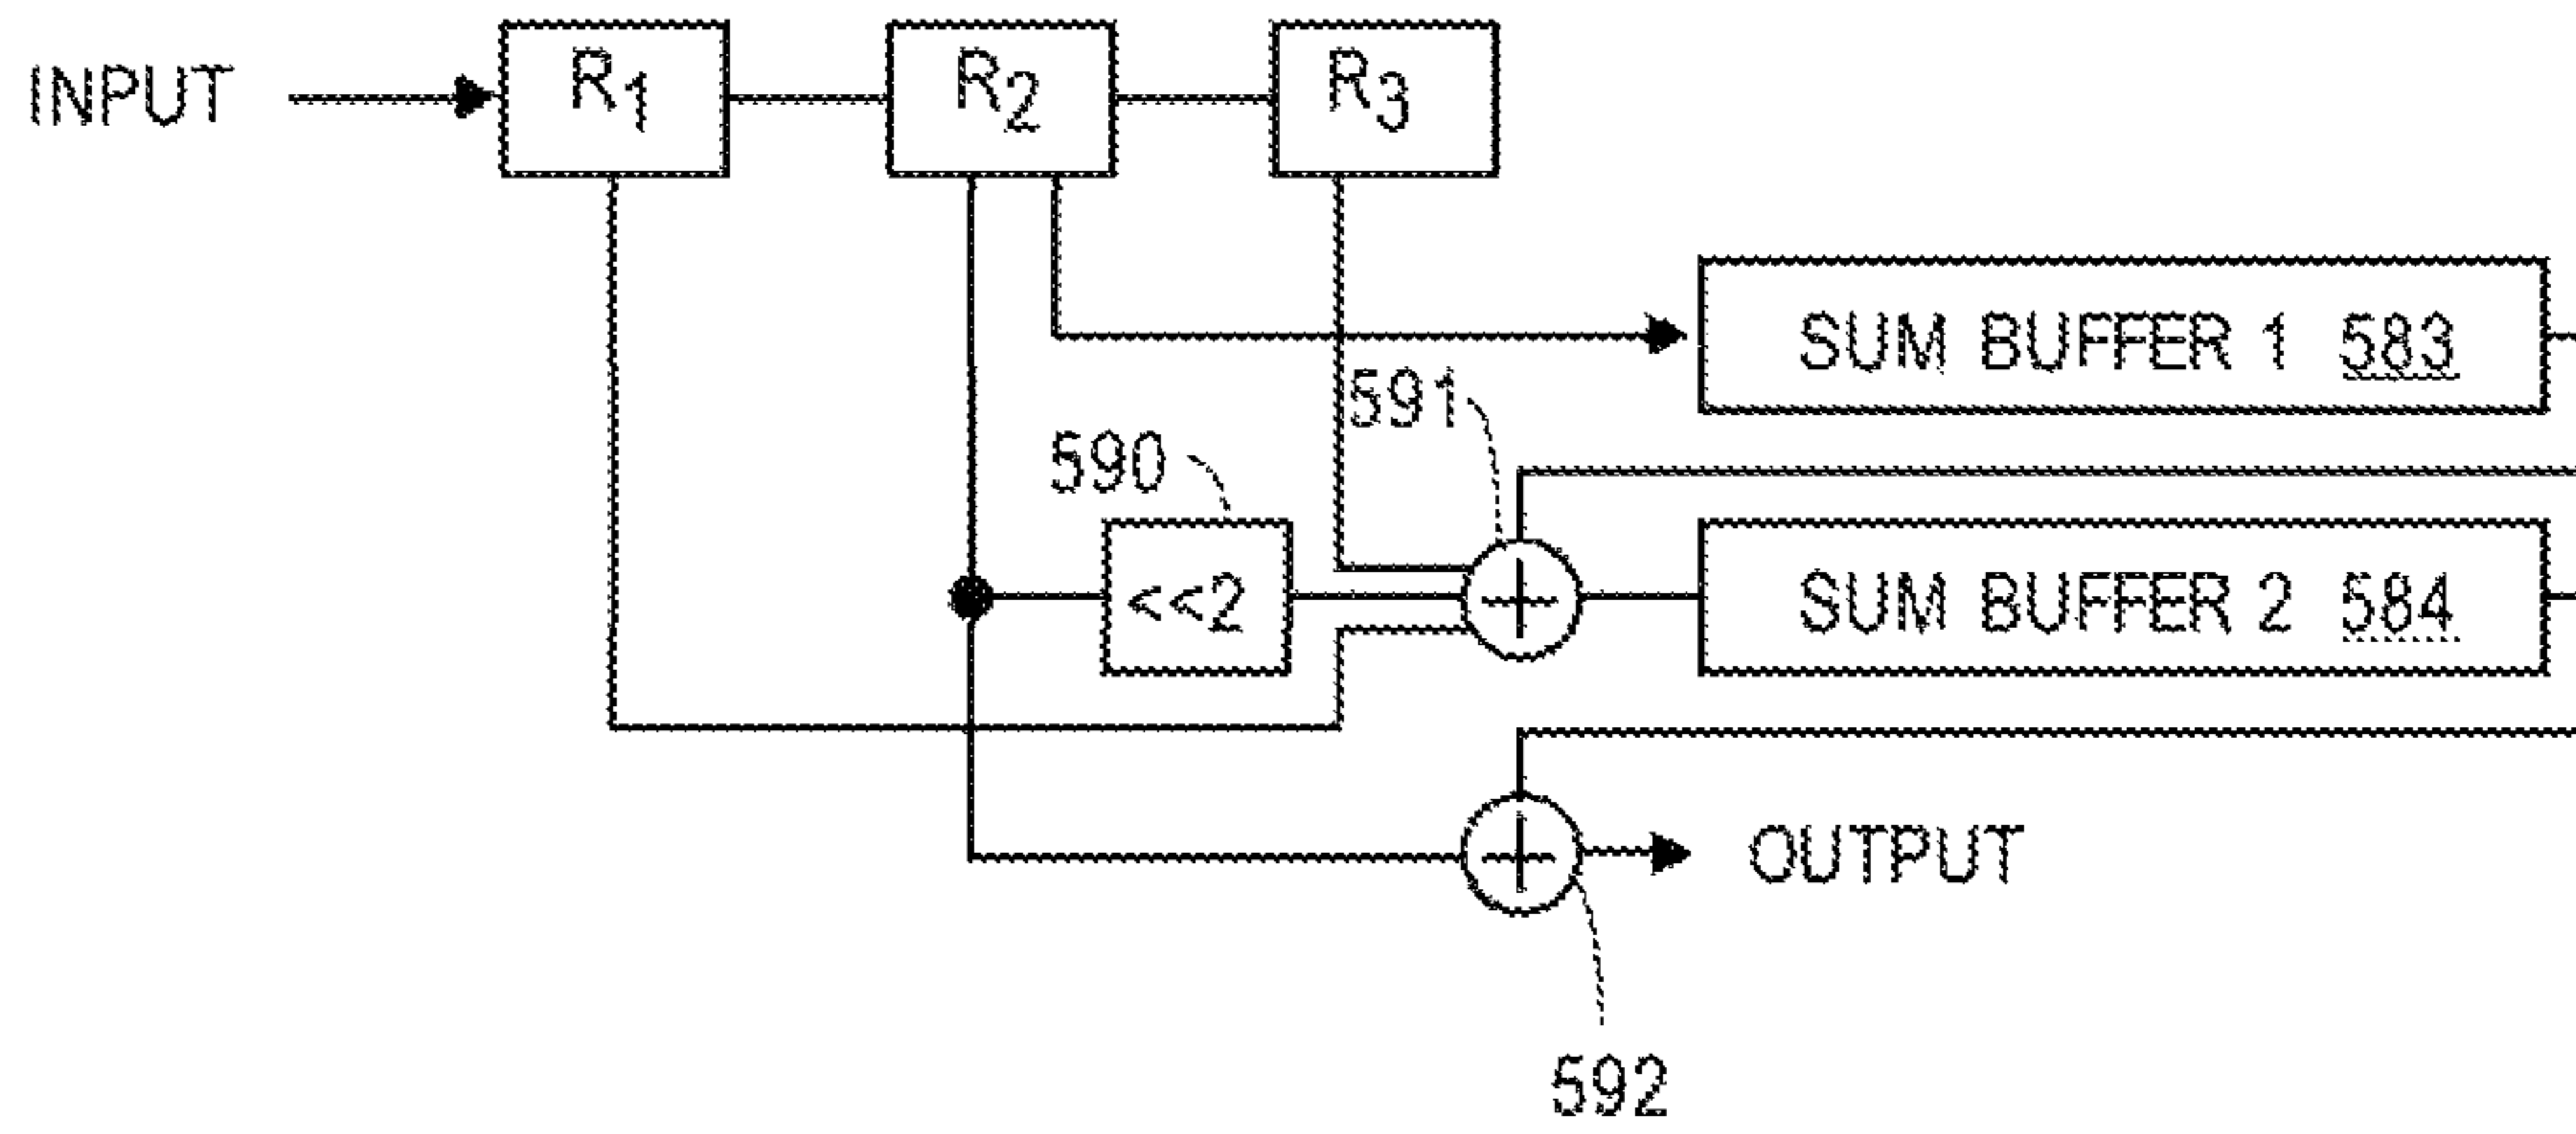 INPUT
R1
R2
R3
SUM BUFFER 1 583
591
590
<<2
SUM BUFFER 2 584
OUTPUT
592